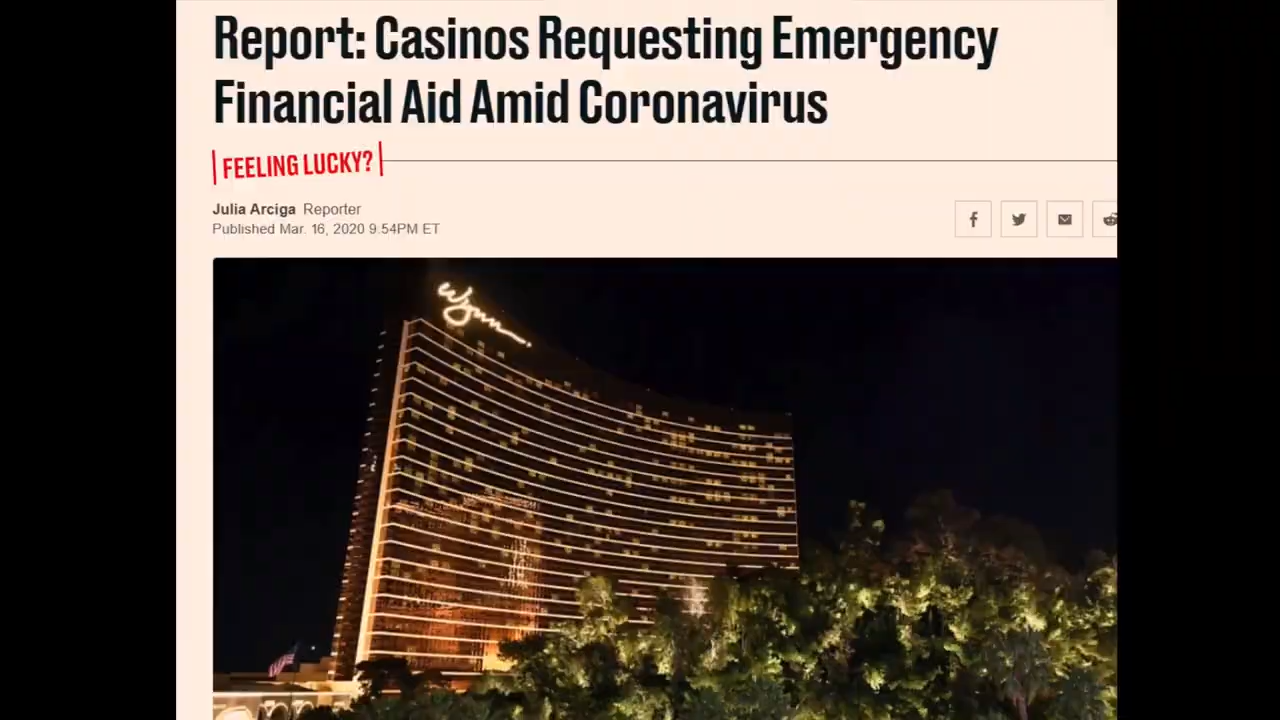 Report: Casinos Requesting Emergency
Financial Aid Amid Coronavirus
FEELING LUCKY?
Julia Arciga Reporter
Published Mar. 16, 2020 9:54PM ET
Wynn.